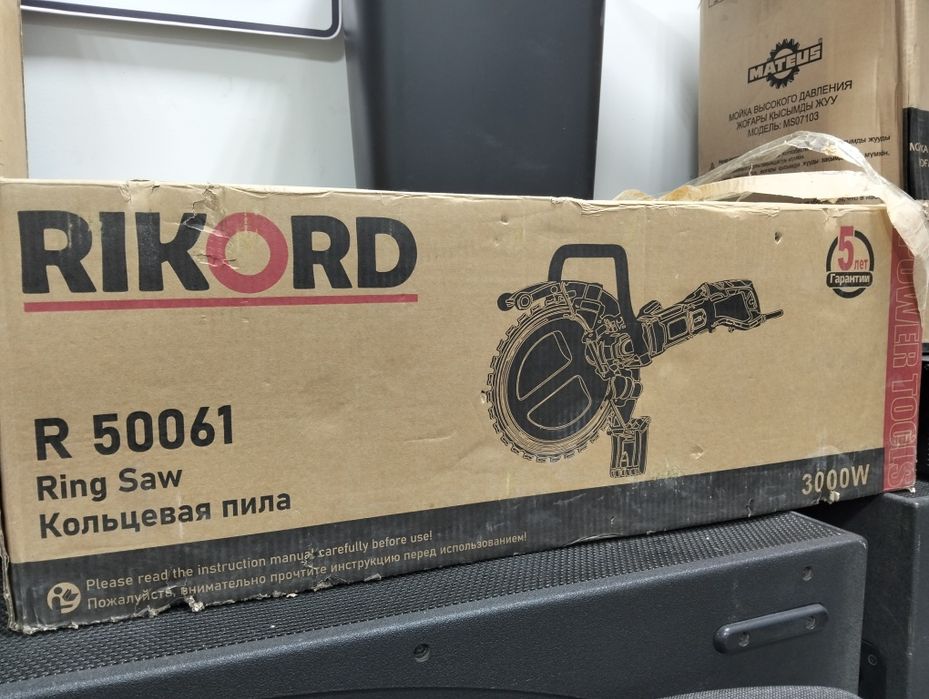 RIKORD
R 50061
Ring Saw
Кольцевая пила
Please read the instruction manual carefully before use!
Пожалуйста, внимательно прочтите инструкцию перед использованием!
3000W
5
лет
Гарантии
POWER TOOLS
MATEUS
МОЙКА ВЫСОКОГО ДАВЛЕНИЯ
ЖОҒАРЫ ҚЫСЫМДЫ ЖУУ
МОДЕЛЬ: MS07103